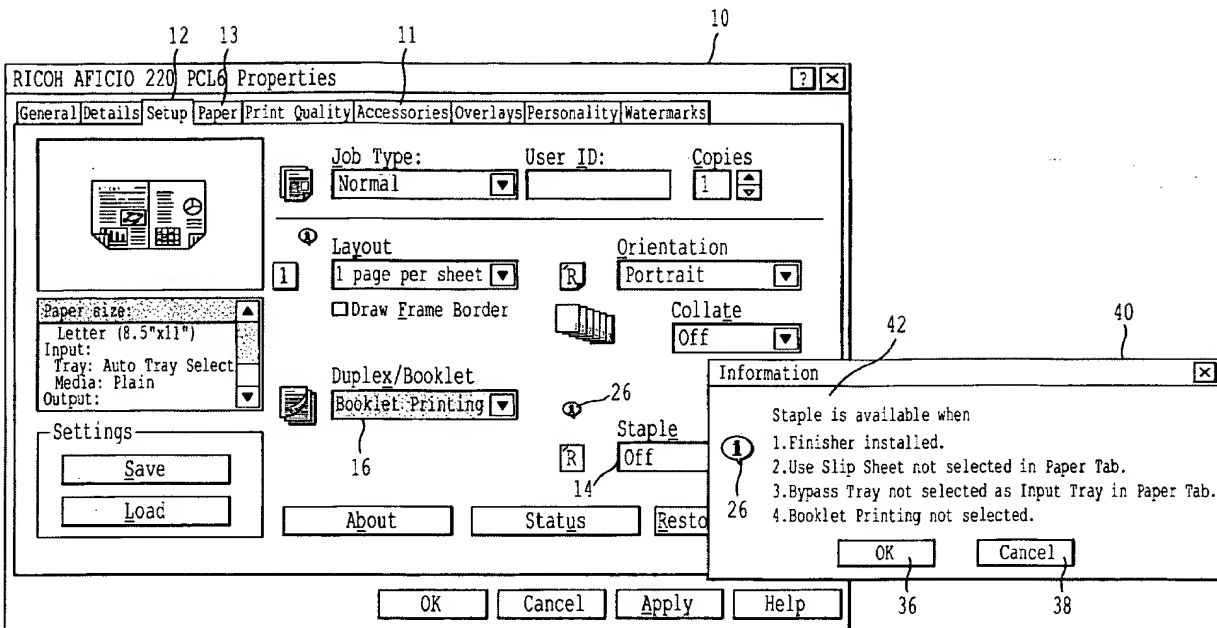 10
12 13 11
RICOH AFICIO 220 PCL6 Properties ?
General Details Setup Paper Print Quality Accessories Overlays Personality Watermarks
Job Type: User ID: Copies
Normal 1
Layout Orientation
1 1 page per sheet R Portrait
Draw Frame Border Collate
Off
Paper size:
Letter (8.5"x11")
Input:
Tray: Auto Tray Select
Media: Plain
Output:
Duplex/Booklet
Booklet Printing
16
26
Staple
R Off
14
Settings
Save
Load
About Status Resto
OK Cancel Apply Help
40
42
Information
Staple is available when
1.Finisher installed.
2.Use Slip Sheet not selected in Paper Tab.
3.Bypass Tray not selected as Input Tray in Paper Tab.
4.Booklet Printing not selected.
26
OK Cancel
36 38